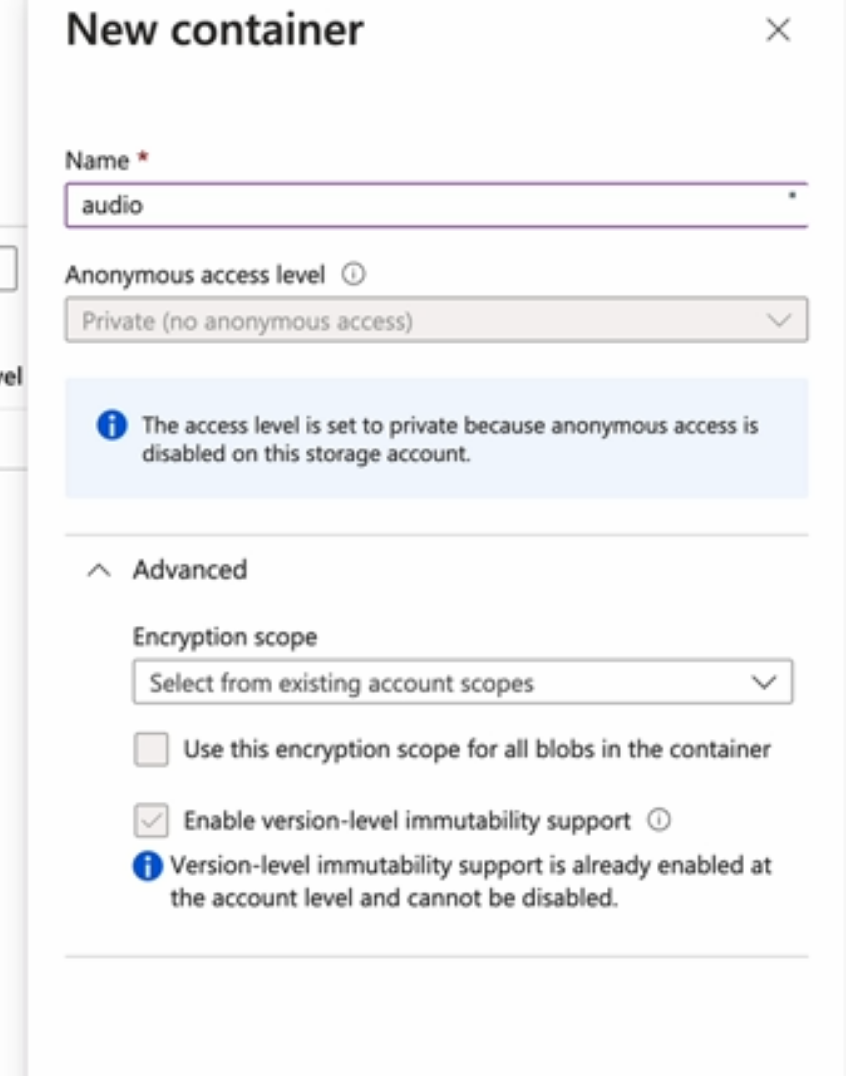 New container
Name *
audio
Anonymous access level
Private (no anonymous access)
vel
The access level is set to private because anonymous access is
disabled on this storage account.
Advanced
Encryption scope
Select from existing account scopes
Use this encryption scope for all blobs in the container
Enable version-level immutability support
Version-level immutability support is already enabled at
the account level and cannot be disabled.